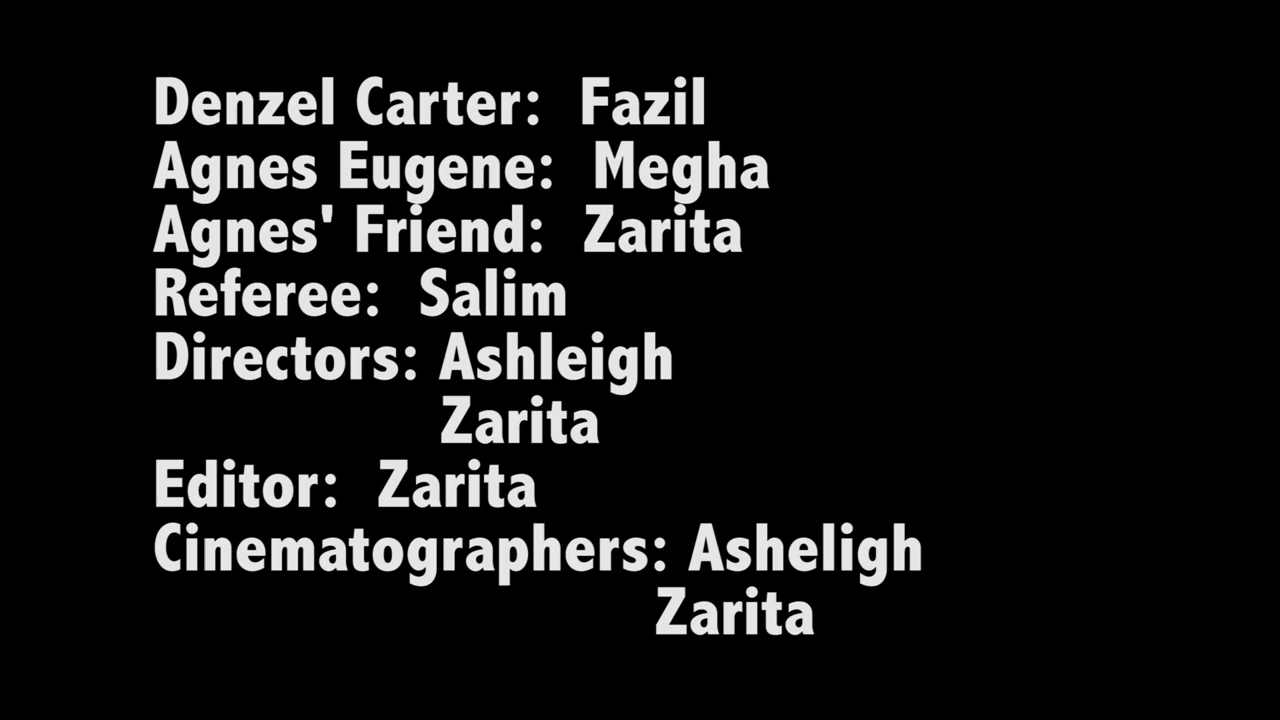 Denzel Carter: Fazil
Agnes Eugene: Megha
Agnes' Friend: Zarita
Referee: Salim
Directors: Ashleigh
Zarita
Editor: Zarita
Cinematographers: Asheligh
Zarita